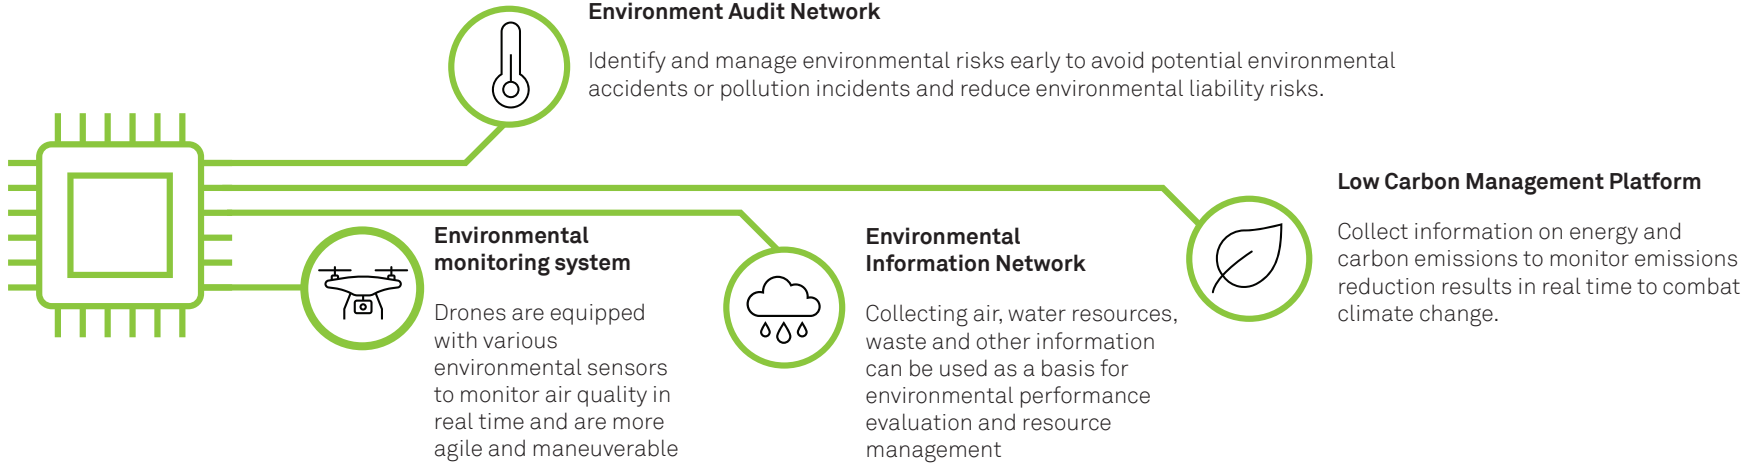 Environment Audit Network
Identify and manage environmental risks early to avoid potential environmental
accidents or pollution incidents and reduce environmental liability risks.
Environmental
monitoring system
Drones are equipped
with various
environmental sensors
to monitor air quality in
real time and are more
agile and maneuverable
Environmental
Information Network
Collecting air, water resources,
waste and other information
can be used as a basis for
environmental performance
evaluation and resource
management
Low Carbon Management Platform
Collect information on energy and
carbon emissions to monitor emissions
reduction results in real time to combat
climate change.